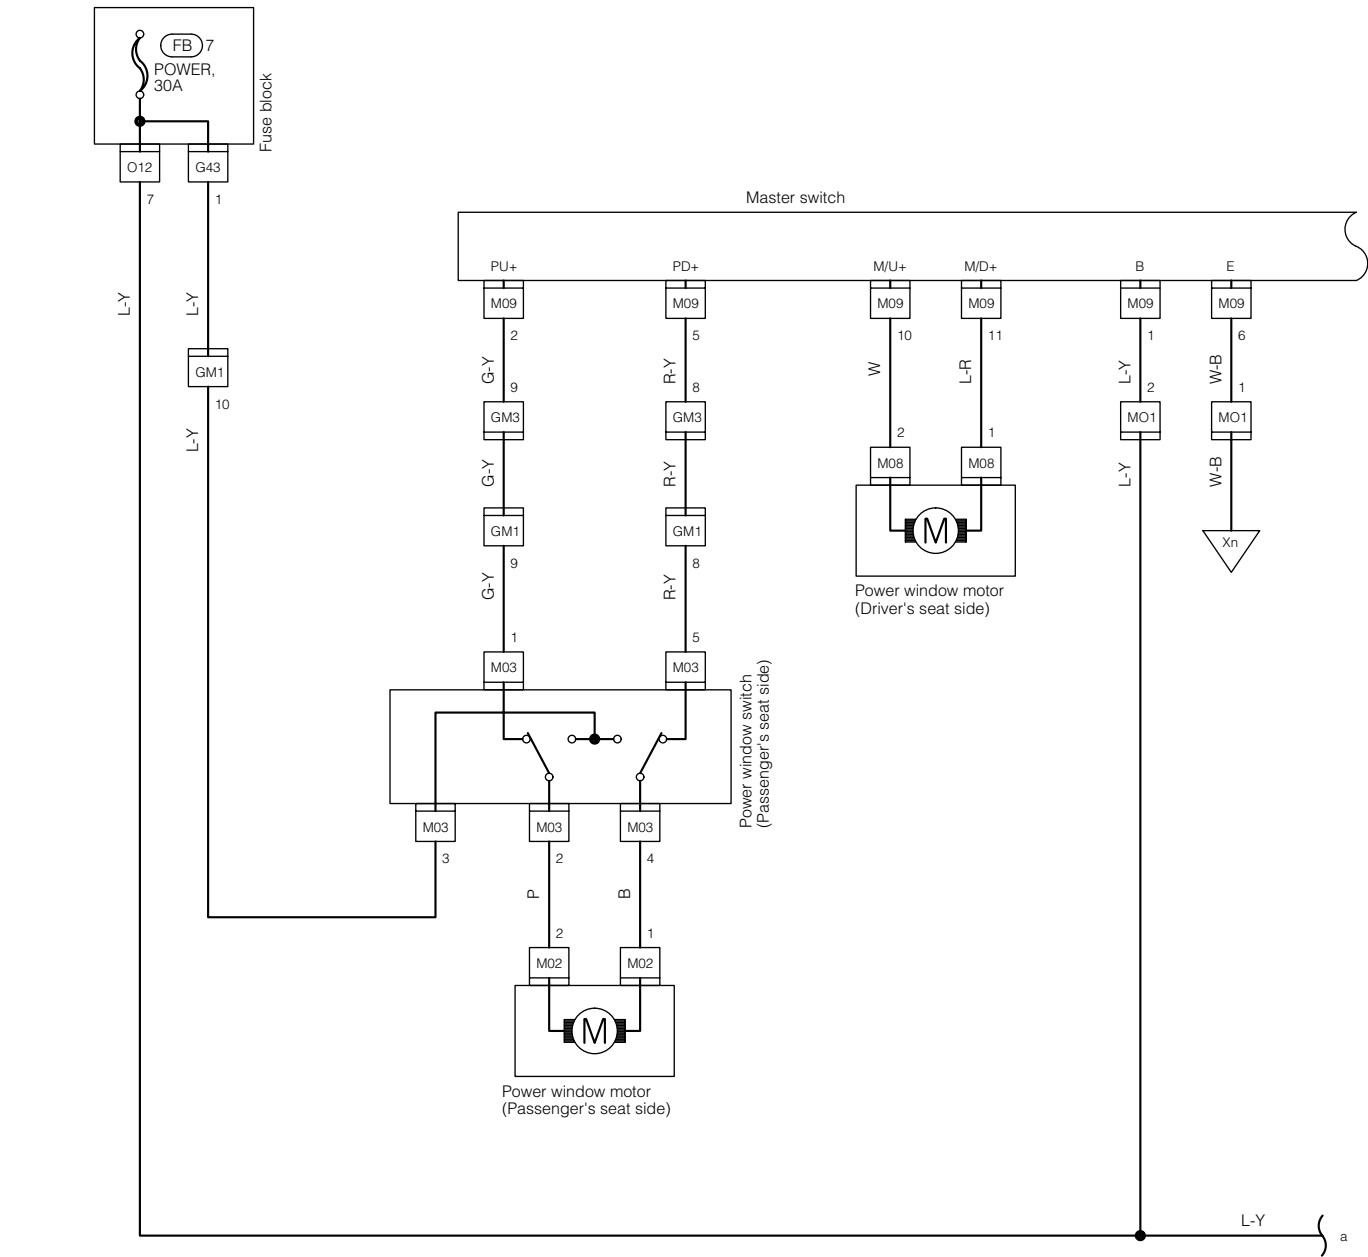 FB 7
POWER,
30A
Fuse block
O12 G43
7 1
L-Y L-Y
GM1
10
L-Y
Master switch
PU+ PD+ M/U+ M/D+ B E
M09 M09 M09 M09 M09 M09
2 5 10 11 1 6
G-Y R-Y W L-R L-Y W-B
9 8 2 1
GM3 GM3 MO1 MO1
2 1
G-Y R-Y M08 M08 L-Y W-B
GM1 GM1 M Xn
9 8
G-Y R-Y
Power window motor
(Driver's seat side)
1 5
M03 M03
Power window switch
(Passenger's seat side)
M03 M03 M03
3 2 4
P B
2 1
M02 M02
M
Power window motor
(Passenger's seat side)
L-Y
a